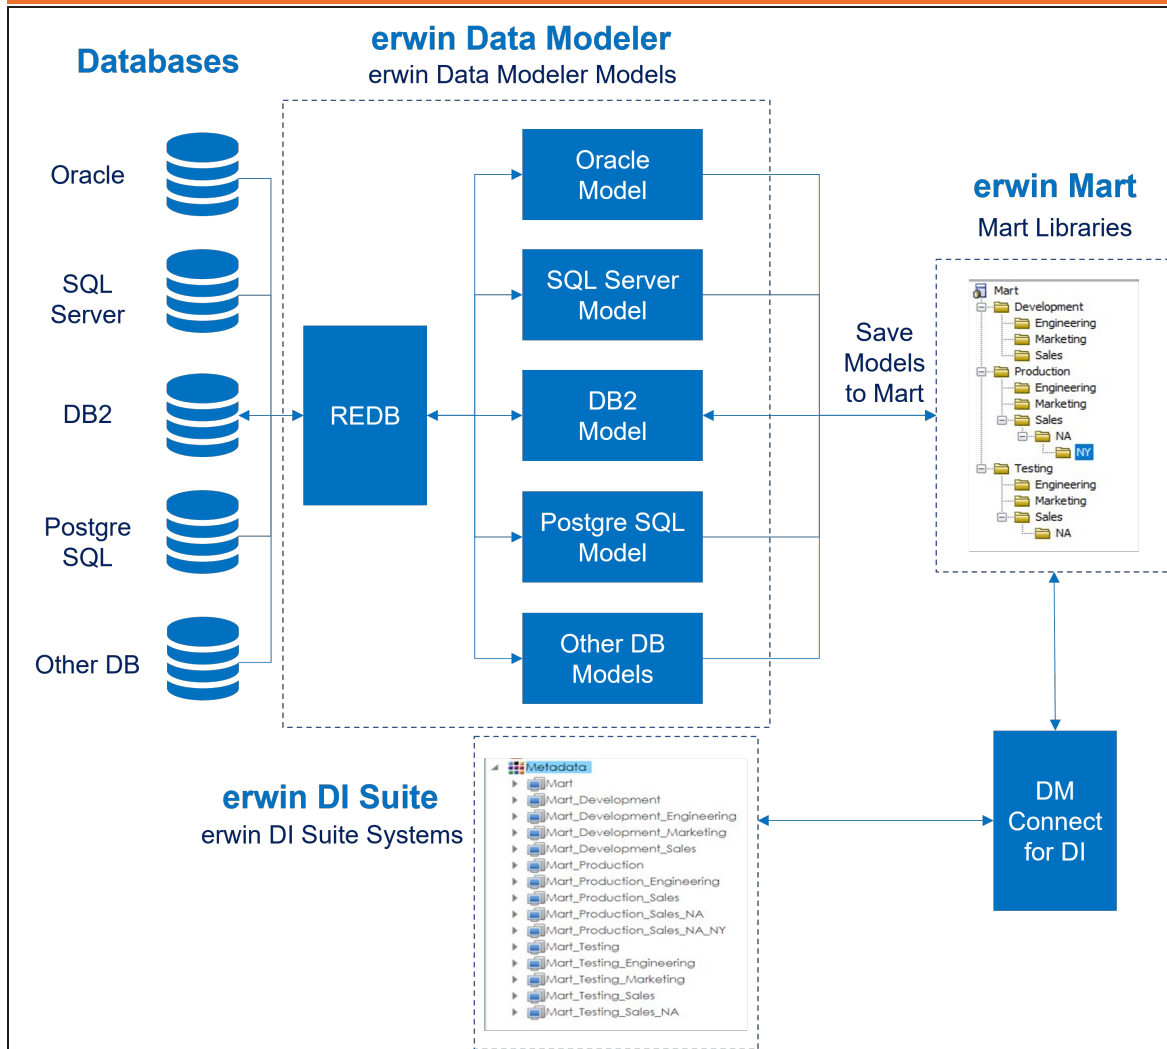 Databases
erwin Data Modeler
erwin Data Modeler Models
Oracle
SQL
Server
DB2
Postgre
SQL
Other DB
REDB
Oracle
Model
SQL Server
Model
DB2
Model
Postgre SQL
Model
Other DB
Models
Save
Models
to Mart
erwin Mart
Mart Libraries
Mart
Development
Engineering
Marketing
Sales
Production
Engineering
Marketing
Sales
NA
NY
Testing
Engineering
Marketing
Sales
NA
erwin DI Suite
erwin DI Suite Systems
Metadata
Mart
Mart_Development
Mart_Development_Engineering
Mart_Development_Marketing
Mart_Development_Sales
Mart_Production
Mart_Production_Engineering
Mart_Production_Sales
Mart_Production_Sales_NA
Mart_Production_Sales_NA_NY
Mart_Testing
Mart_Testing_Engineering
Mart_Testing_Marketing
Mart_Testing_Sales
Mart_Testing_Sales_NA
DM
Connect
for DI